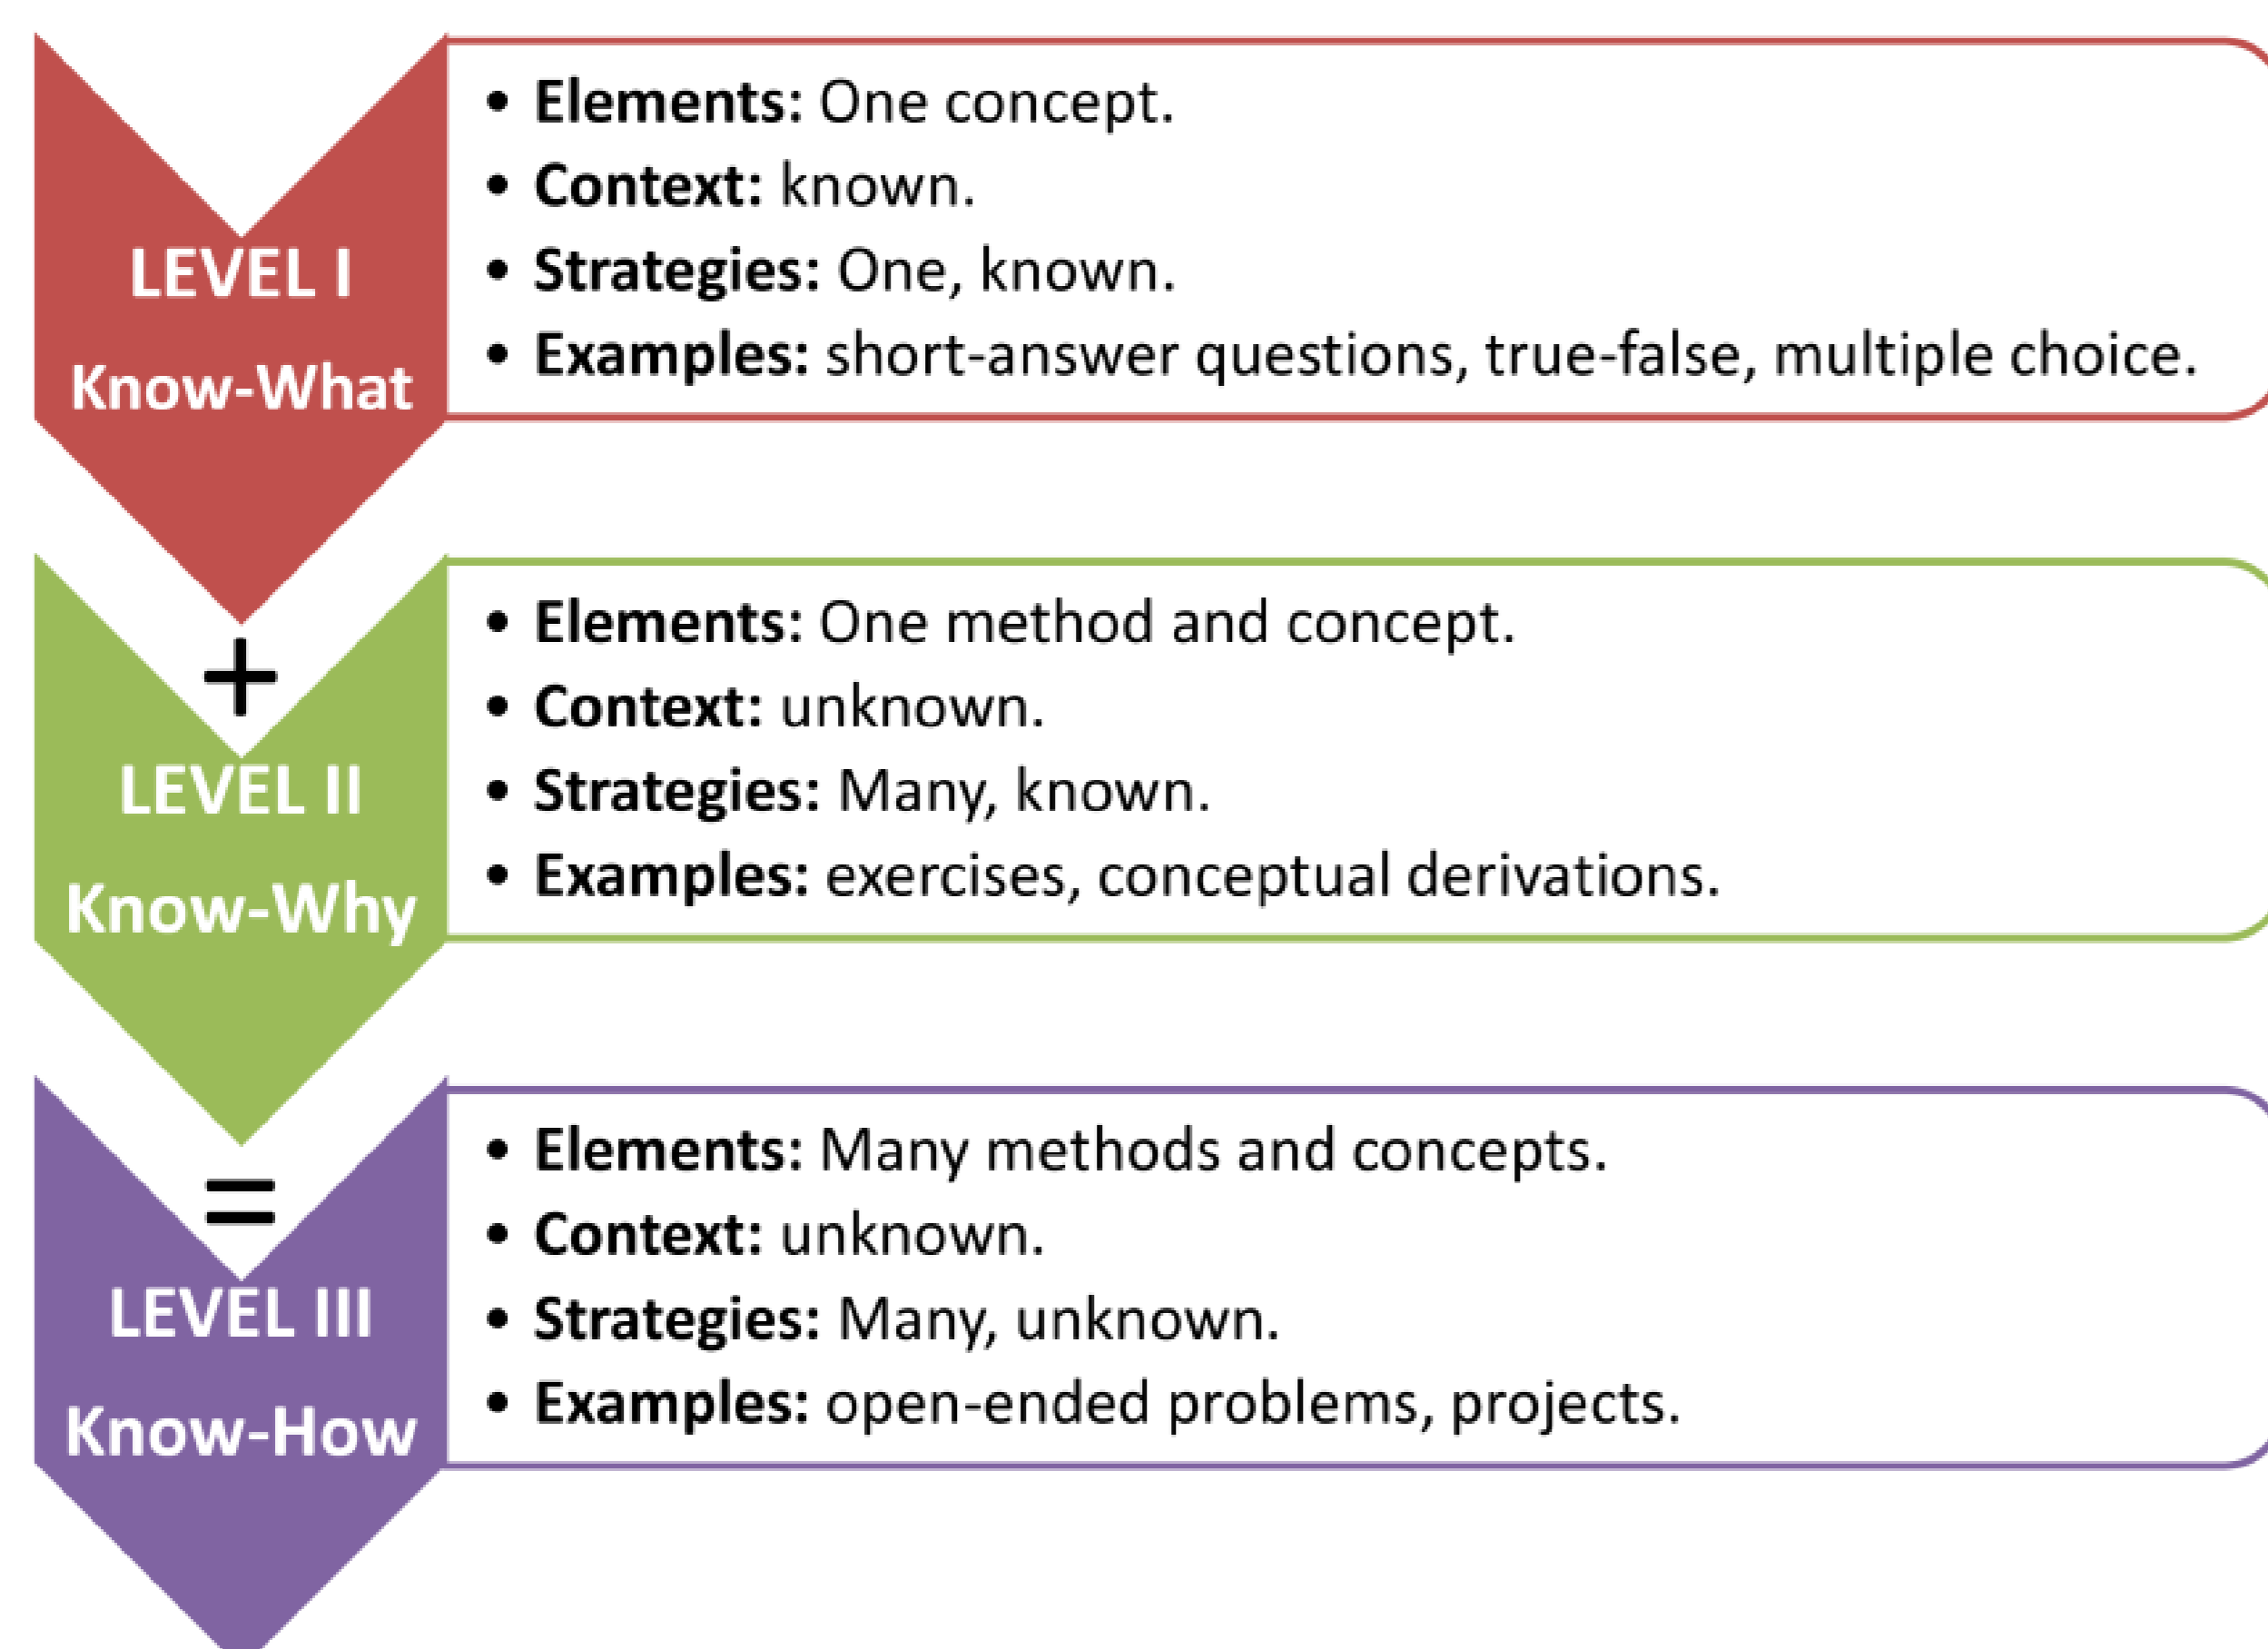 LEVEL I
Know-What
• Elements: One concept.
• Context: known.
• Strategies: One, known.
• Examples: short-answer questions, true-false, multiple choice.
+
LEVEL II
Know-Why
• Elements: One method and concept.
• Context: unknown.
• Strategies: Many, known.
• Examples: exercises, conceptual derivations.
=
LEVEL III
Know-How
• Elements: Many methods and concepts.
• Context: unknown.
• Strategies: Many, unknown.
• Examples: open-ended problems, projects.